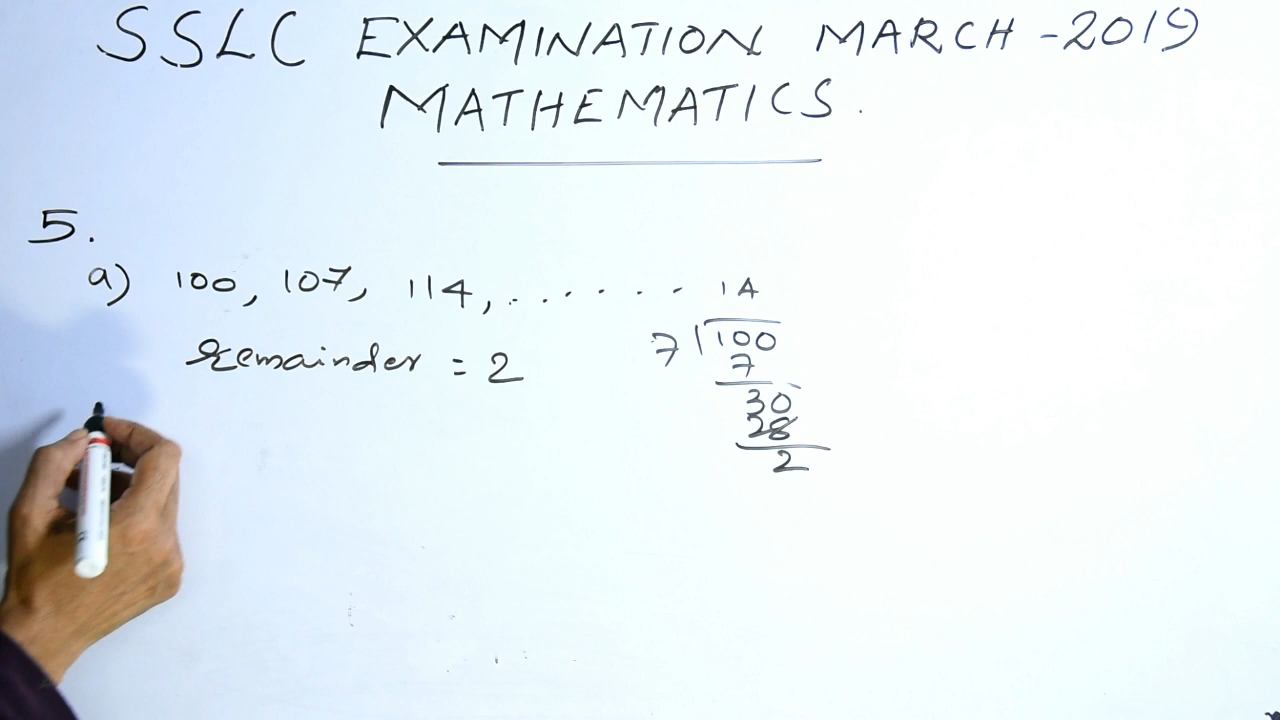 SSLC EXAMINATION MARCH -2019
MATHEMATICS.
5.
a) 100, 107, 114, . . . . . . .
Remainder = 2
14
7 100
7
30
28
2